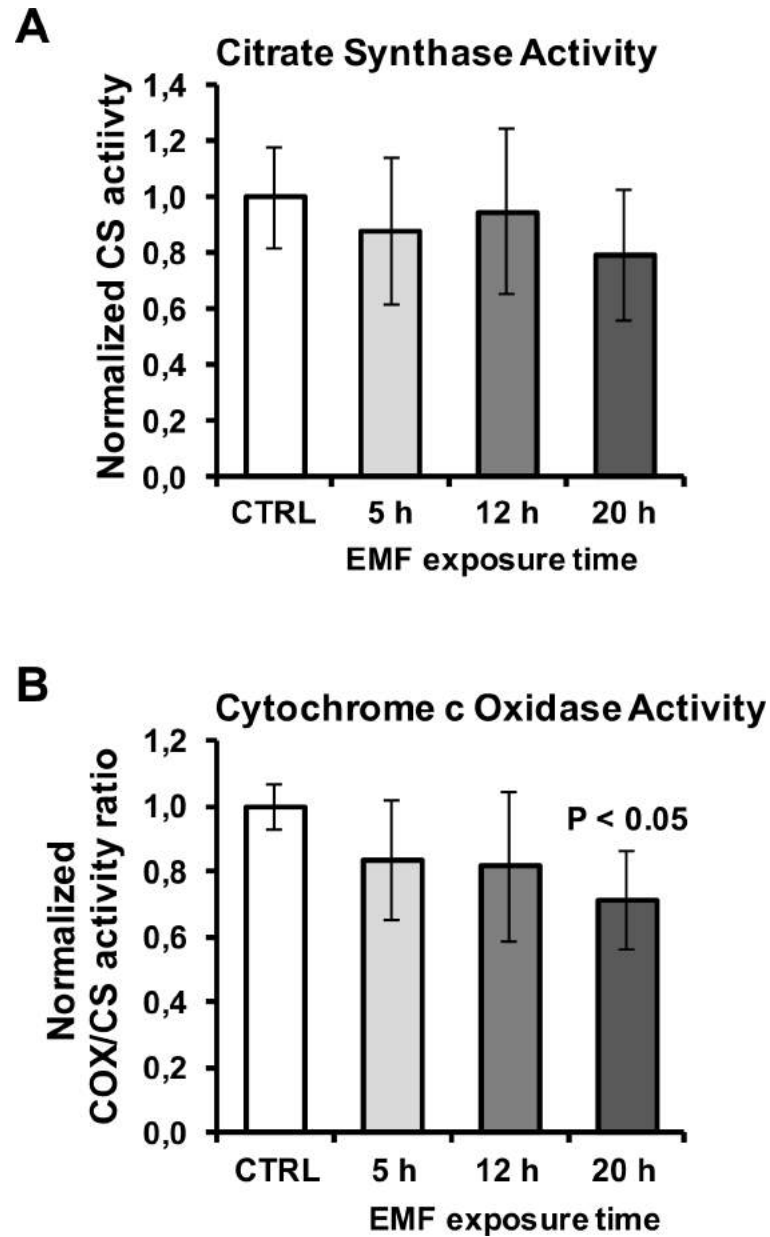 A
Citrate Synthase Activity
Normalized CS actiivty
1,4
1,2
1,0
0,8
0,6
0,4
0,2
0,0
CTRL 5 h 12 h 20 h
EMF exposure time
B
Cytochrome c Oxidase Activity
Normalized
COX/CS activity ratio
1,2
1,0
0,8
0,6
0,4
0,2
0,0
P < 0.05
CTRL 5 h 12 h 20 h
EMF exposure time